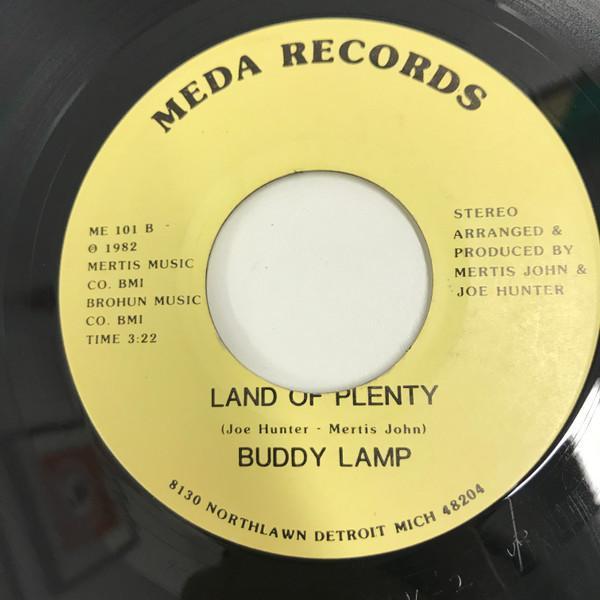 MEDA RECORDS
ME 101 B
℗ 1982
MERTIS MUSIC
CO. BMI
BROHUN MUSIC
CO. BMI
TIME 3:22
STEREO
ARRANGED &
PRODUCED BY
MERTIS JOHN &
JOE HUNTER
LAND OF PLENTY
(Joe Hunter - Mertis John)
BUDDY LAMP
8130 NORTHLAWN DETROIT MICH 48204